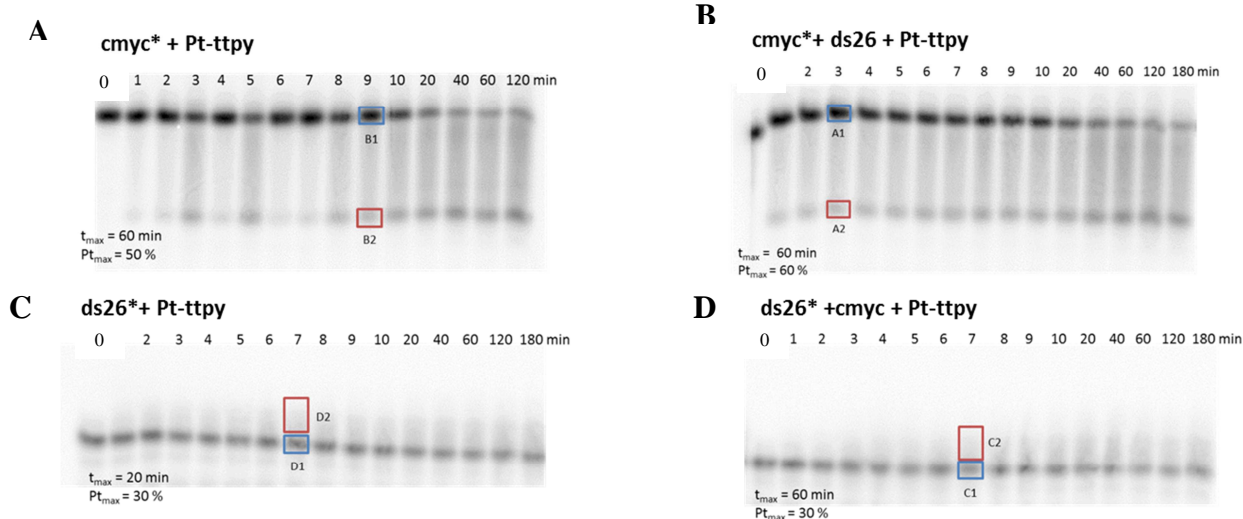 A
cmyc* + Pt-ttpy
0 1 2 3 4 5 6 7 8 9 10 20 40 60 120 min
B1
B2
tmax = 60 min
Ptmax = 50 %
B
cmyc*+ ds26 + Pt-ttpy
0 2 3 4 5 6 7 8 9 10 20 40 60 120 180 min
A1
A2
tmax = 60 min
Ptmax = 60 %
C
ds26*+ Pt-ttpy
0 2 3 4 5 6 7 8 9 10 20 40 60 120 180 min
D2
D1
tmax = 20 min
Ptmax = 30 %
D
ds26* +cmyc + Pt-ttpy
0 1 2 3 4 5 6 7 8 9 10 20 40 60 120 180 min
C2
C1
tmax = 60 min
Ptmax = 30 %